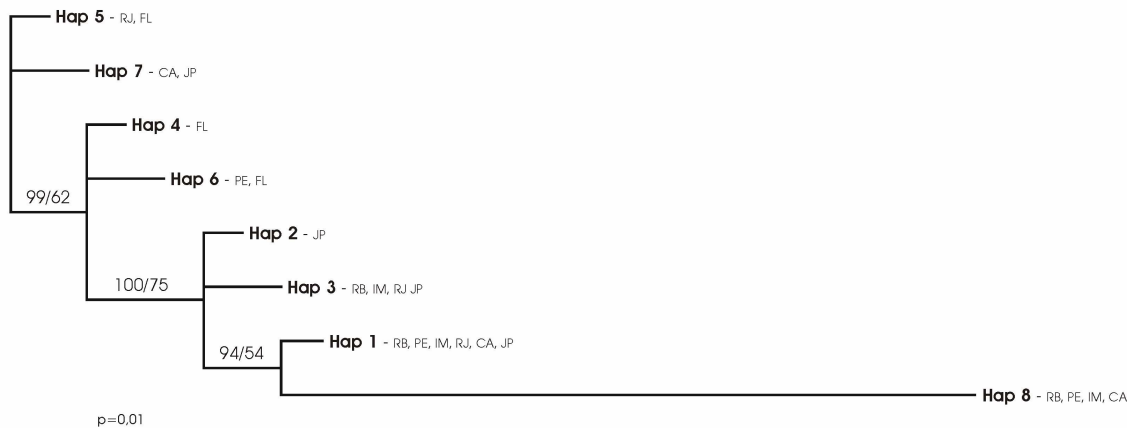 Hap 5 - RJ, FL
Hap 7 - CA, JP
Hap 4 - FL
Hap 6 - PE, FL
99/62
Hap 2 - JP
100/75
Hap 3 - RB, IM, RJ JP
Hap 1 - RB, PE, IM, RJ, CA, JP
94/54
Hap 8 - RB, PE, IM, CA
p=0,01